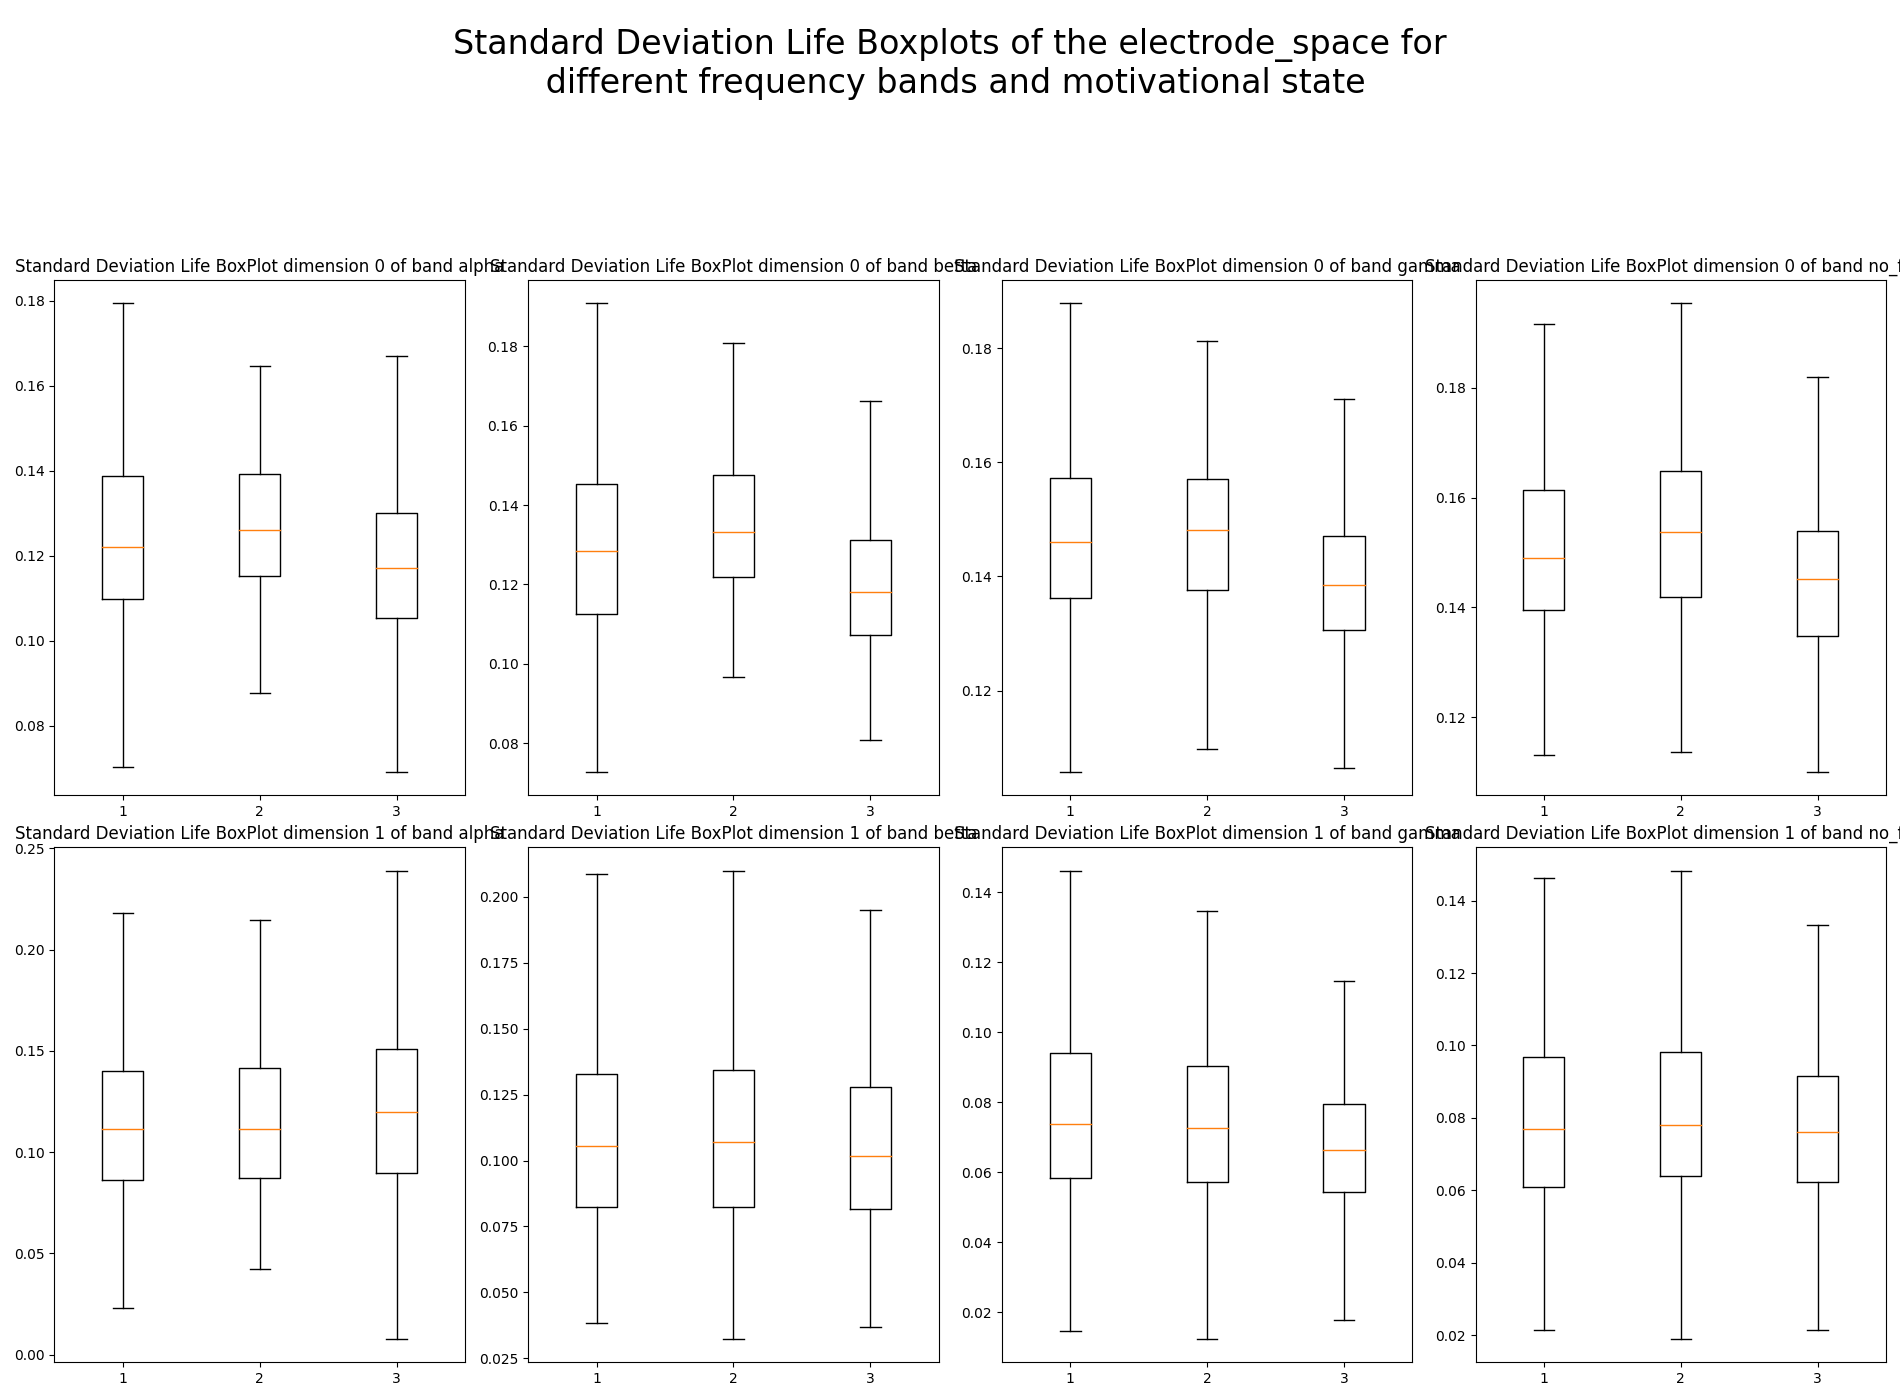 Standard Deviation Life Boxplots of the electrode_space for
different frequency bands and motivational state
Standard Deviation Life BoxPlot dimension 0 of band alpha
0.18
0.16
0.14
0.12
0.10
0.08
1 2 3
Standard Deviation Life BoxPlot dimension 0 of band beta
0.18
0.16
0.14
0.12
0.10
0.08
1 2 3
Standard Deviation Life BoxPlot dimension 0 of band gamma
0.18
0.16
0.14
0.12
1 2 3
Standard Deviation Life BoxPlot dimension 0 of band no_f
0.18
0.16
0.14
0.12
1 2 3
Standard Deviation Life BoxPlot dimension 1 of band alpha
0.25
0.20
0.15
0.10
0.05
0.00
1 2 3
Standard Deviation Life BoxPlot dimension 1 of band beta
0.200
0.175
0.150
0.125
0.100
0.075
0.050
0.025
1 2 3
Standard Deviation Life BoxPlot dimension 1 of band gamma
0.14
0.12
0.10
0.08
0.06
0.04
0.02
1 2 3
Standard Deviation Life BoxPlot dimension 1 of band no_f
0.14
0.12
0.10
0.08
0.06
0.04
0.02
1 2 3